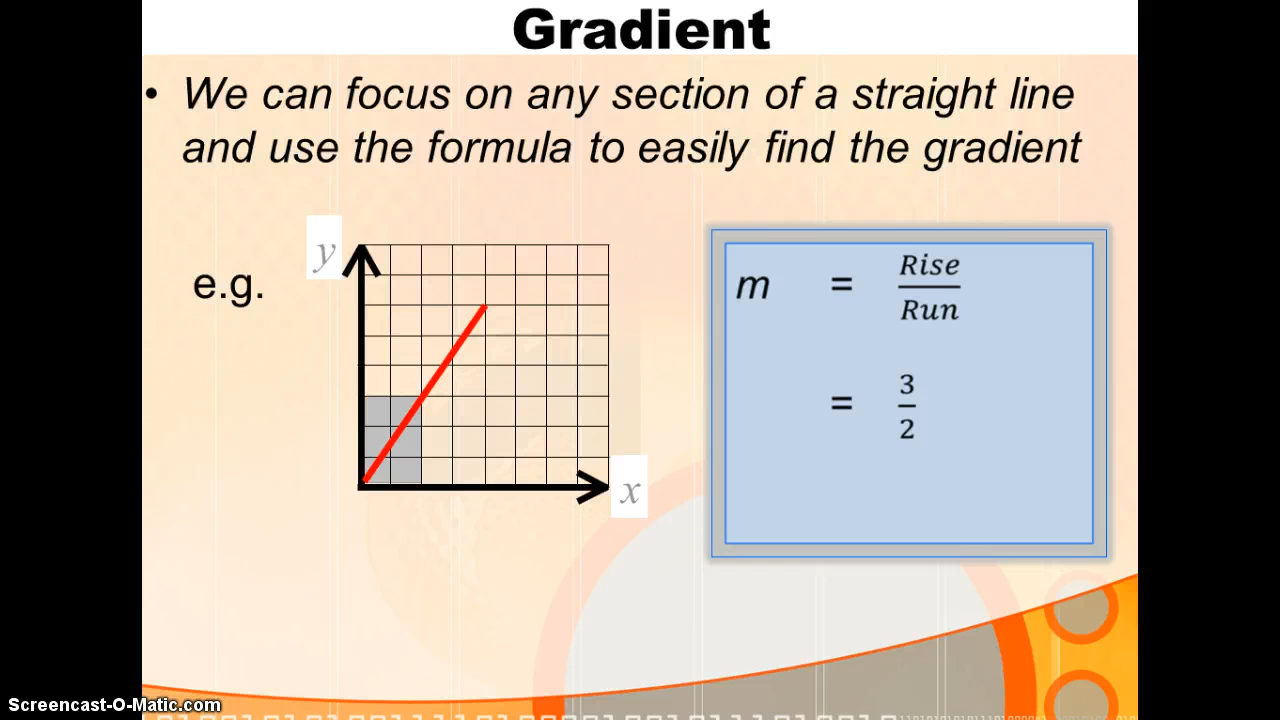 Gradient
• We can focus on any section of a straight line
and use the formula to easily find the gradient
e.g.
y
x
m = Rise
Run
= 3
2
Screencast-O-Matic.com